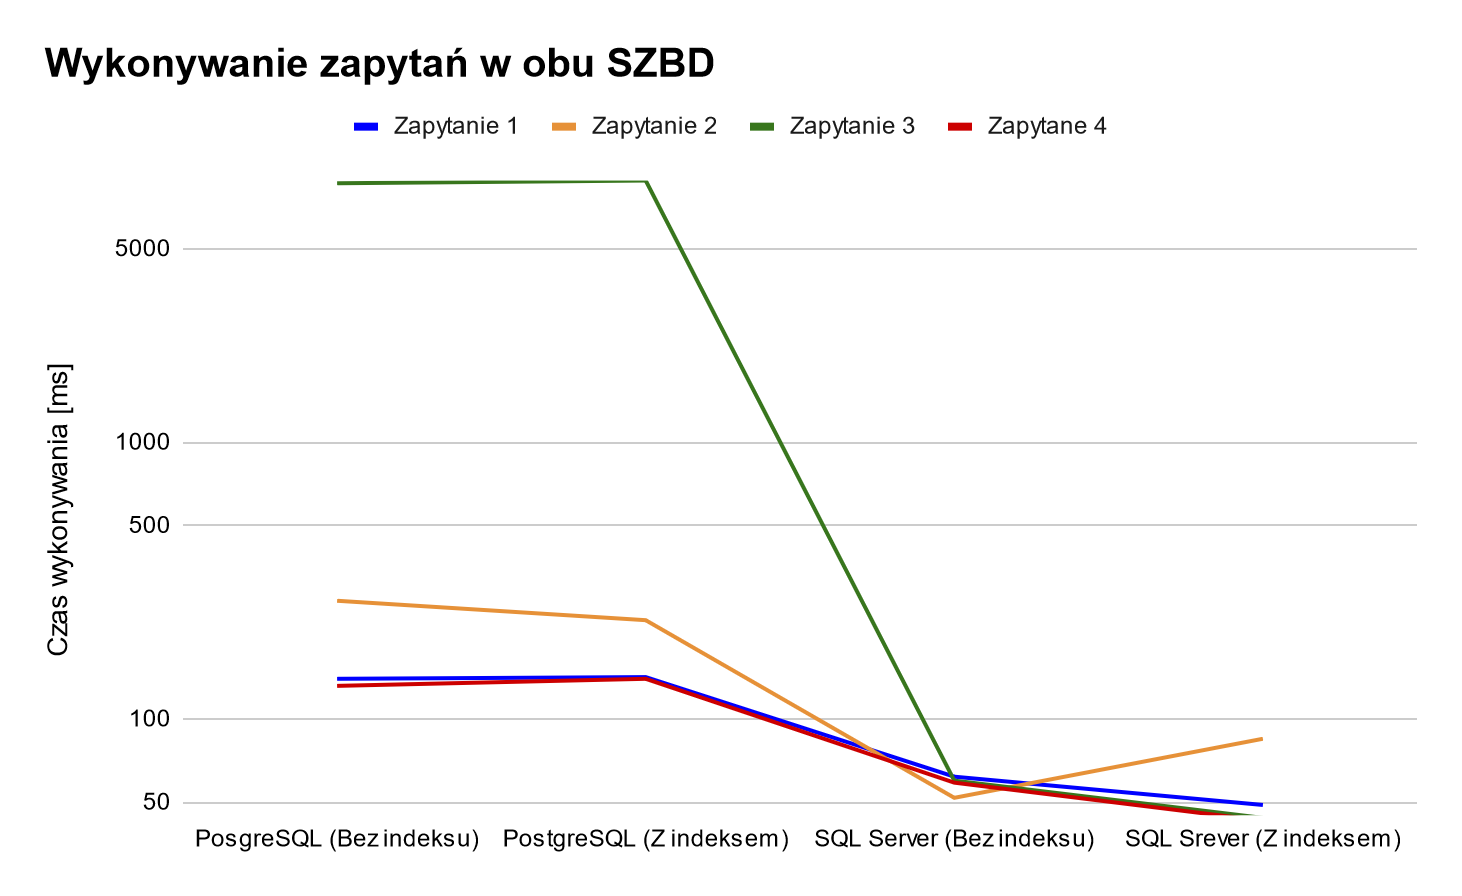 Wykonywanie zapytań w obu SZBD
Zapytanie 1 Zapytanie 2 Zapytanie 3 Zapytane 4
Czas wykonywania [ms]
5000
1000
500
100
50
PosgreSQL (Bez indeksu) PostgreSQL (Z indeksem) SQL Server (Bez indeksu) SQL Srever (Z indeksem)